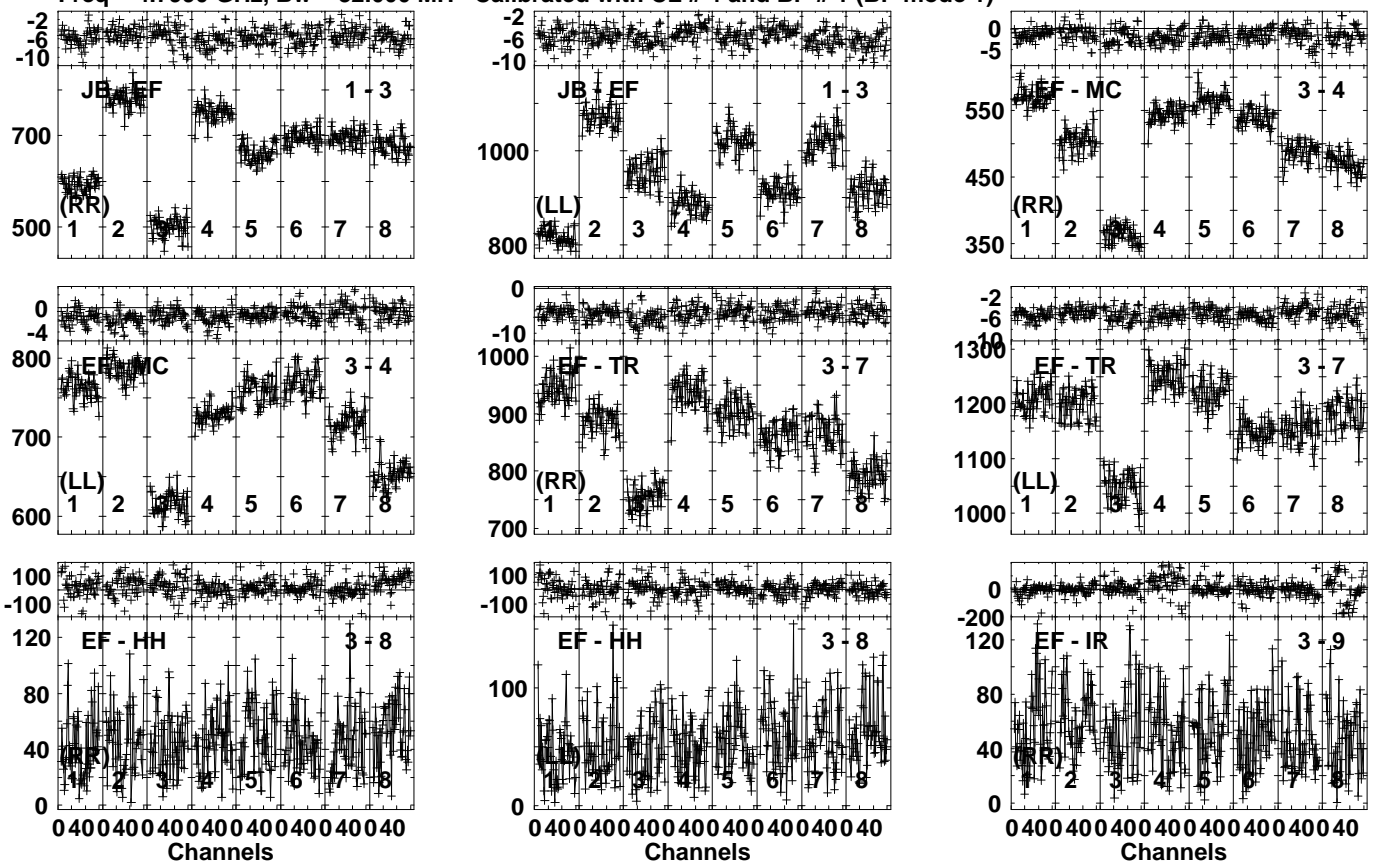 -2 -2 0
-6 -6 -5
-10 -10
JB - EF 1 - 3 JB - EF 1 - 3 EF - MC 3 - 4
700 1000 550
450
(RR) (LL) (RR)
500 1 2 3 4 5 6 7 8 800 1 2 3 4 5 6 7 8 350 1 2 3 4 5 6 7 8
0 0 -2
-4 -10 -6
10
800 EF - MC 3 - 4 1000 EF - TR 3 - 7 1300 EF - TR 3 - 7
900 1200
700
800 1100
(LL) (RR) (LL)
600 1 2 3 4 5 6 7 8 700 1 2 3 4 5 6 7 8 1000 1 2 3 4 5 6 7 8
100 100 0
-100 -100 -200
120 EF - HH 3 - 8 EF - HH 3 - 8 120 EF - IR 3 - 9
80 100 80
40 (RR) (LL) 40 (RR)
1 2 3 4 5 6 7 8 1 2 3 4 5 6 7 8 1 2 3 4 5 6 7 8
0 0 0
0 40 0 40 0 40 0 40 0 40 0 40 0 40 0 40 0 40 0 40 0 40 0 40 0 40 0 40 0 40 0 40 0 40 0 40 0 40 0 40 0 40 0 40 0 40 0 40
Channels Channels Channels